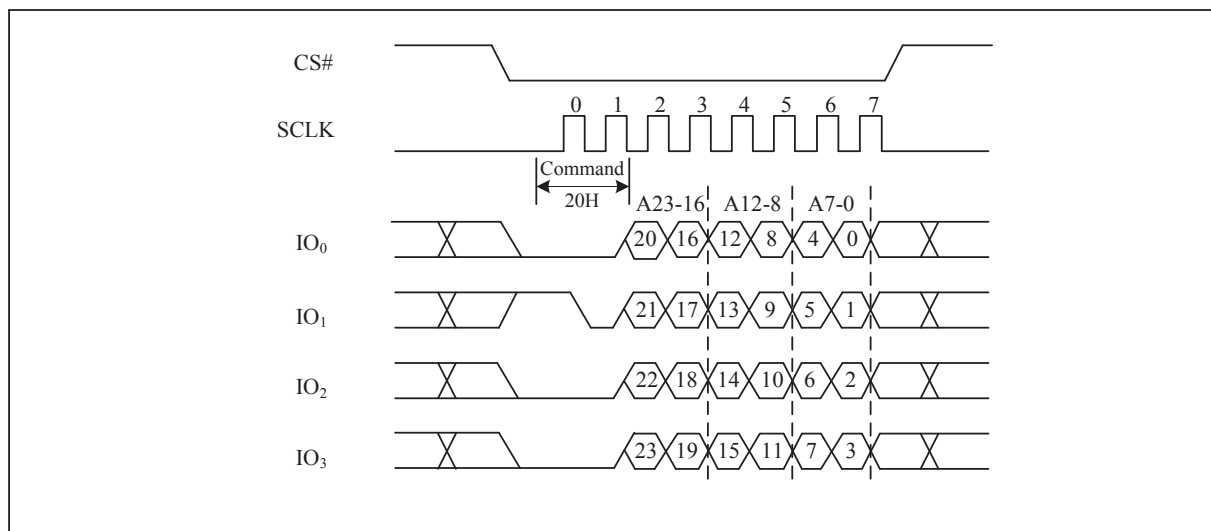 CS#
0 1 2 3 4 5 6 7
SCLK
Command
20H
A23-16 A12-8 A7-0
IO0 20 16 12 8 4 0
IO1 21 17 13 9 5 1
IO2 22 18 14 10 6 2
IO3 23 19 15 11 7 3